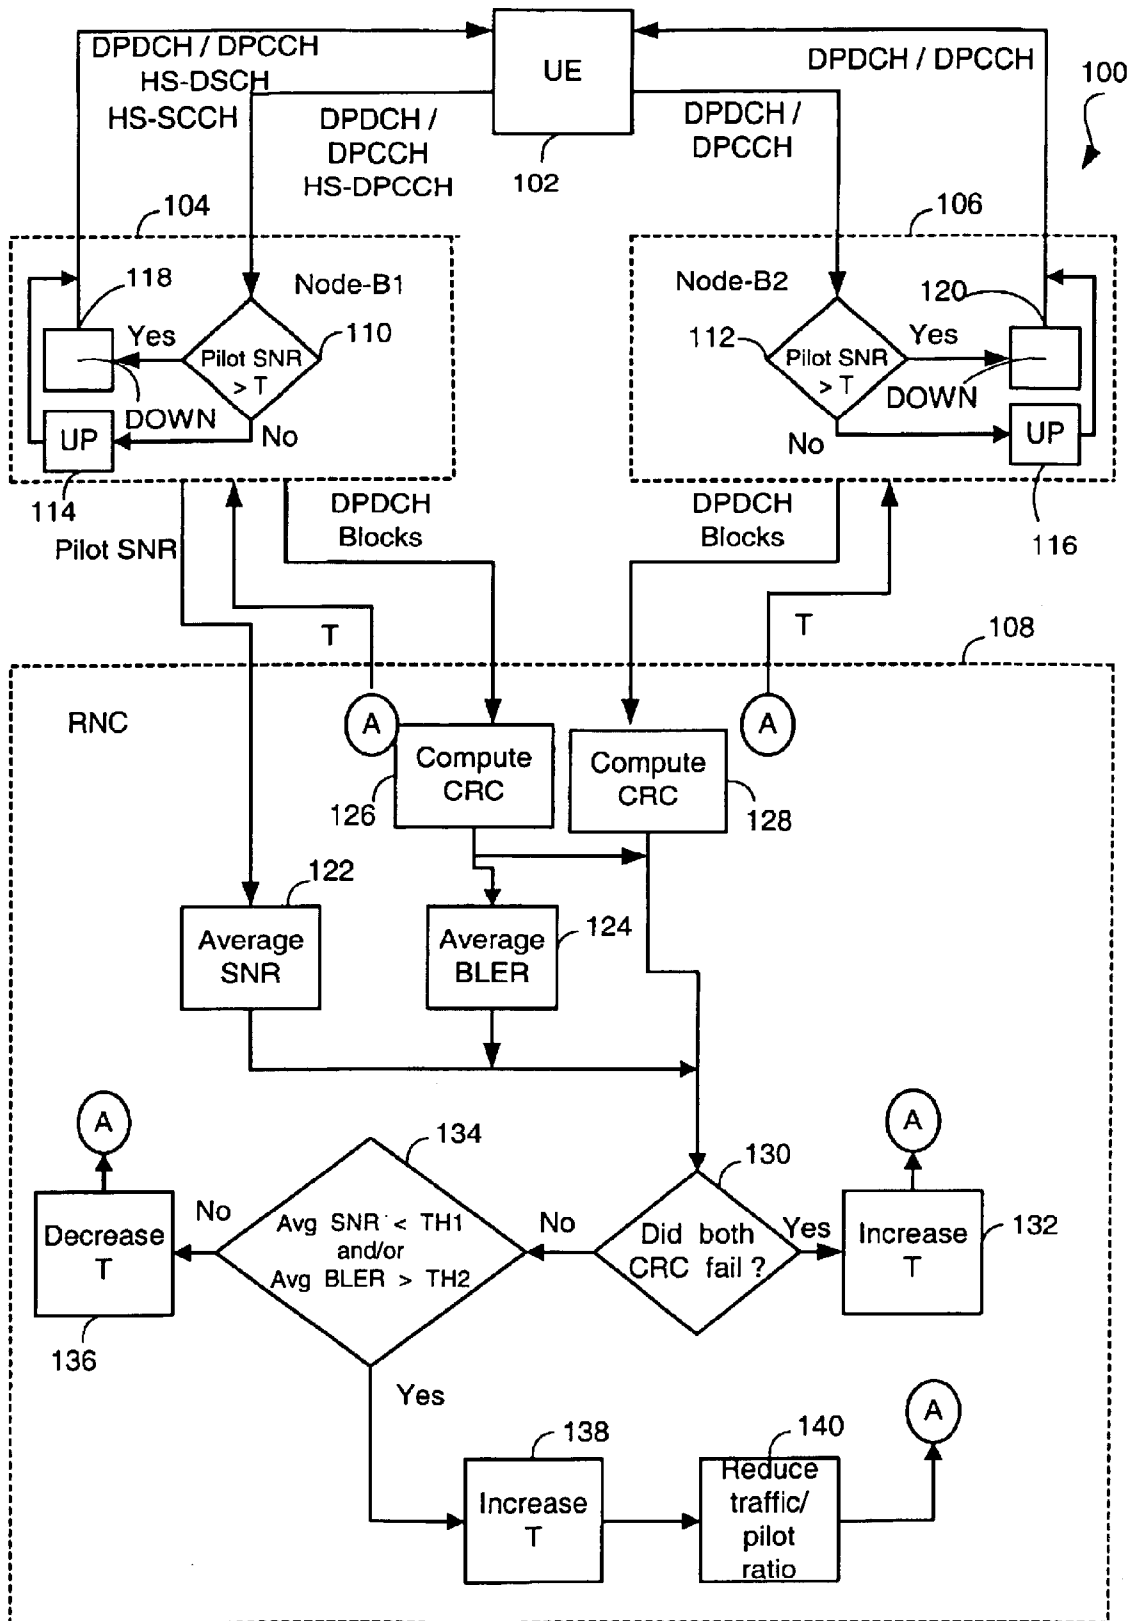 DPDCH / DPCCH
HS-DSCH
HS-SCCH
DPDCH /
DPCCH
HS-DPCCH
UE
102
DPDCH /
DPCCH
DPDCH / DPCCH
100
104
106
118
Node-B1
110
Yes
Pilot SNR
> T
DOWN
UP
No
114
Node-B2
112
Pilot SNR
> T
Yes
120
DOWN
No
UP
116
Pilot SNR
DPDCH
Blocks
T
DPDCH
Blocks
T
108
RNC
A
Compute
CRC
126
Compute
CRC
128
A
122
Average
SNR
Average
BLER
124
A
134
130
A
Decrease
T
136
No
Avg SNR < TH1
and/or
Avg BLER > TH2
No
Did both
CRC fail ?
Yes
Increase
T
132
Yes
138
Increase
T
140
Reduce
traffic/
pilot
ratio
A